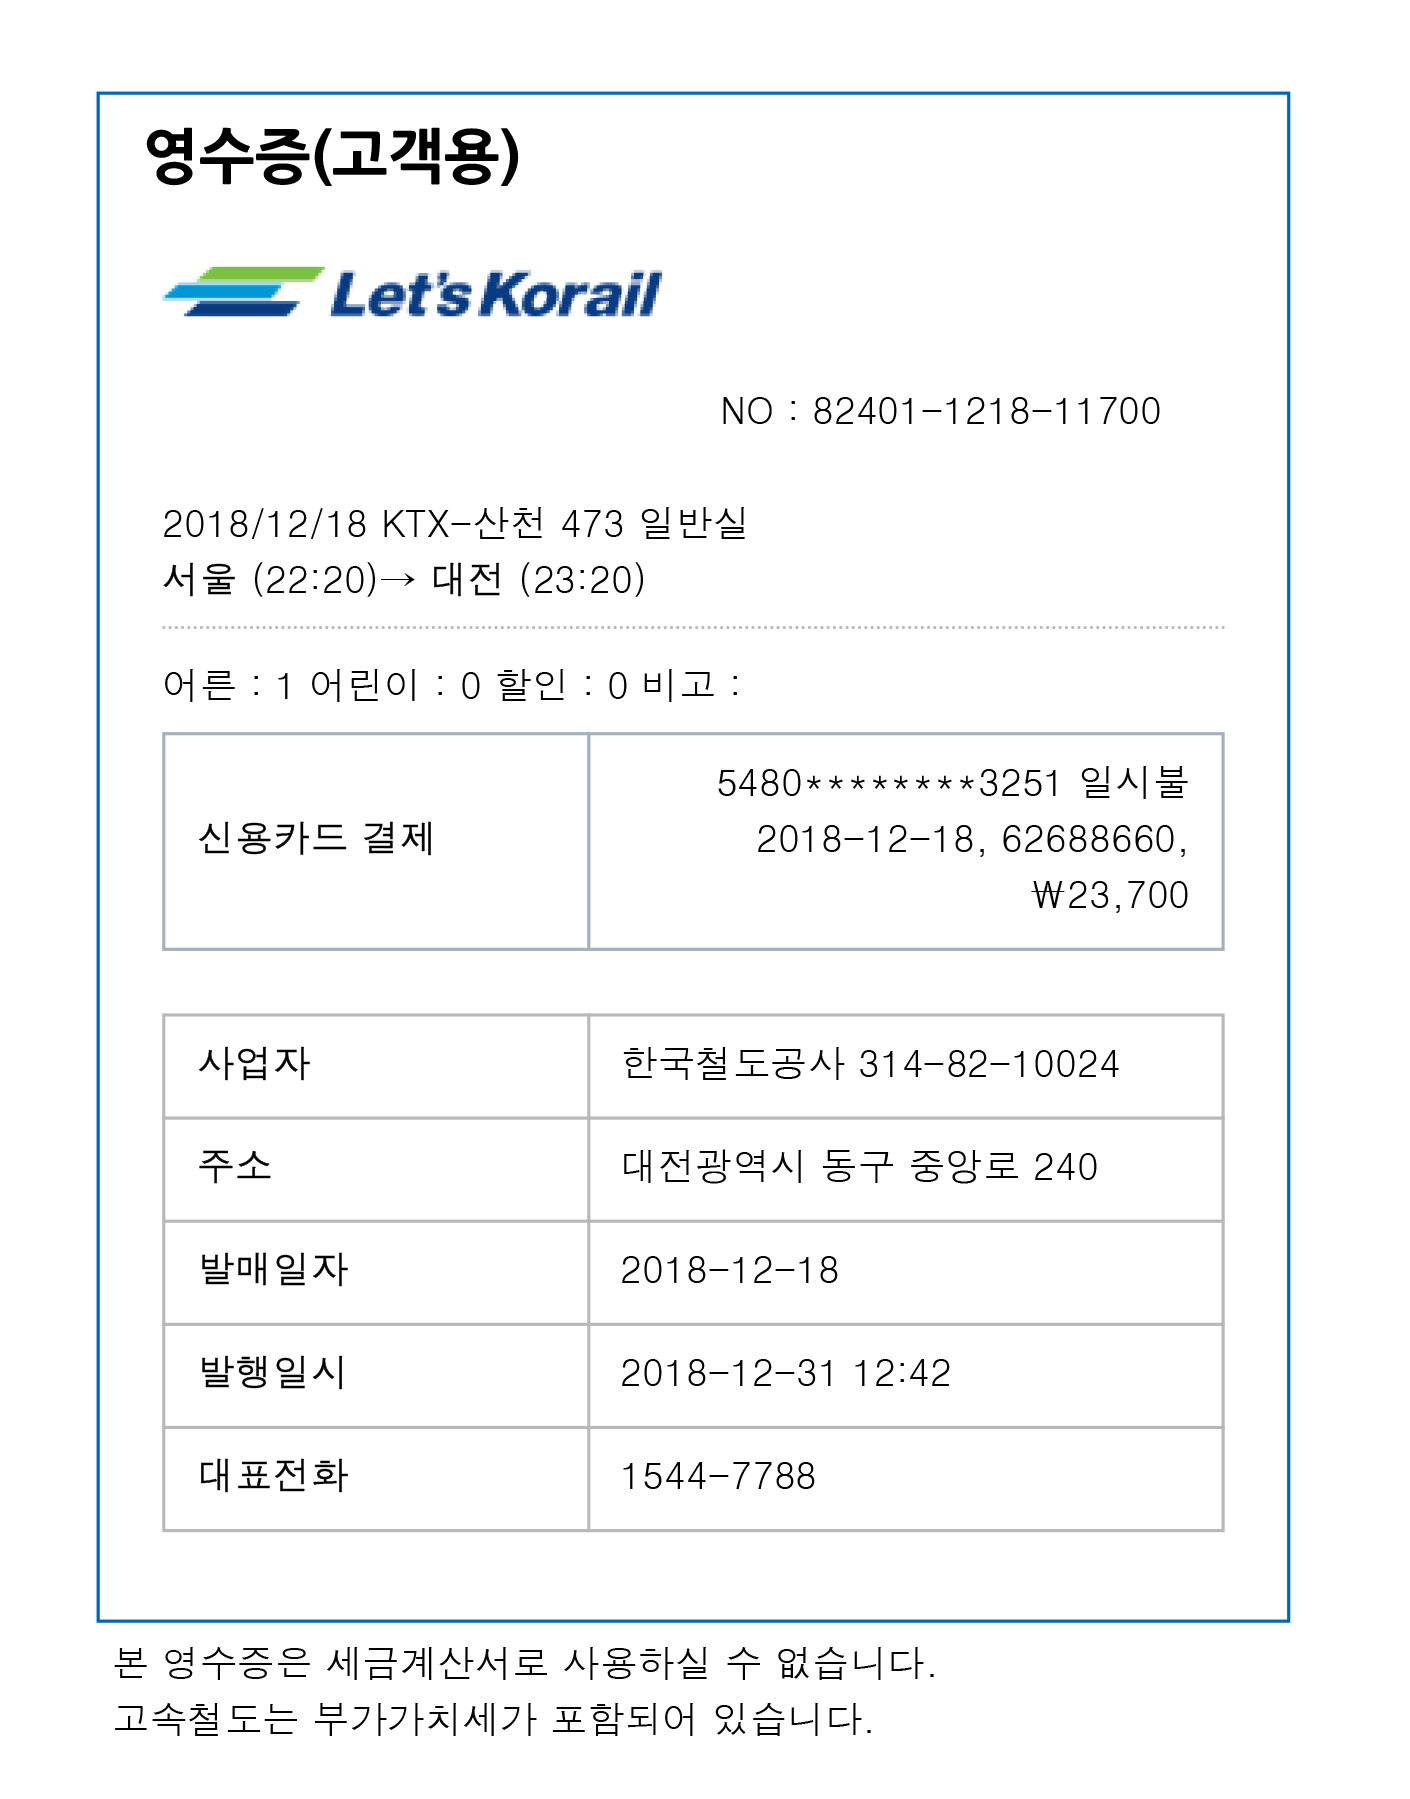 영수증(고객용)
Let's Korail
NO : 82401-1218-11700
2018/12/18 KTX-산천 473 일반실
서울 (22:20)→ 대전 (23:20)
어른 : 1 어린이 : 0 할인 : 0 비고 :
신용카드 결제
5480********3251 일시불
2018-12-18, 62688660,
₩23,700
사업자 한국철도공사 314-82-10024
주소 대전광역시 동구 중앙로 240
발매일자 2018-12-18
발행일시 2018-12-31 12:42
대표전화 1544-7788
본 영수증은 세금계산서로 사용하실 수 없습니다.
고속철도는 부가가치세가 포함되어 있습니다.